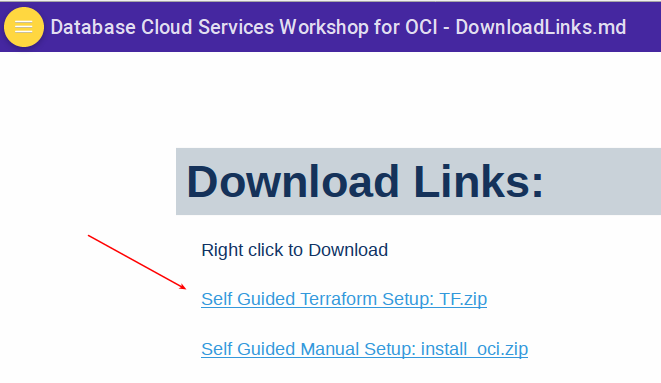 Database Cloud Services Workshop for OCI - DownloadLinks.md
Download Links:
Right click to Download
Self Guided Terraform Setup: TF.zip
Self Guided Manual Setup: install_oci.zip